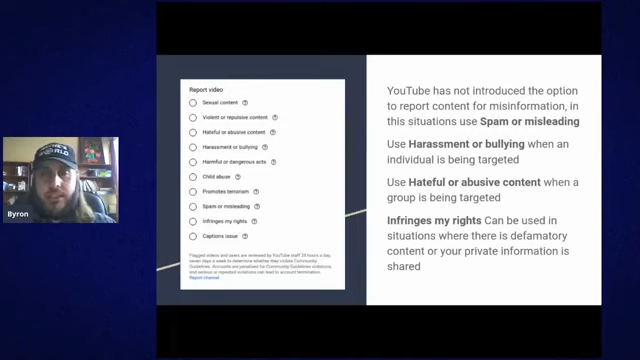 WAYNE'S
WORLD
Byron
Report video
Sexual content
Violent or repulsive content
Hateful or abusive content
Harassment or bullying
Harmful or dangerous acts
Child abuse
Promotes terrorism
Spam or misleading
Infringes my rights
Captions issue
Flagged videos and users are reviewed by YouTube staff 24 hours a day,
seven days a week to determine whether they violate Community
Guidelines. Accounts are penalised for Community Guidelines violations,
and serious or repeated violations can lead to account termination.
Report channel
YouTube has not introduced the option
to report content for misinformation, in
this situations use Spam or misleading
Use Harassment or bullying when an
individual is being targeted
Use Hateful or abusive content when a
group is being targeted
Infringes my rights Can be used in
situations where there is defamatory
content or your private information is
shared